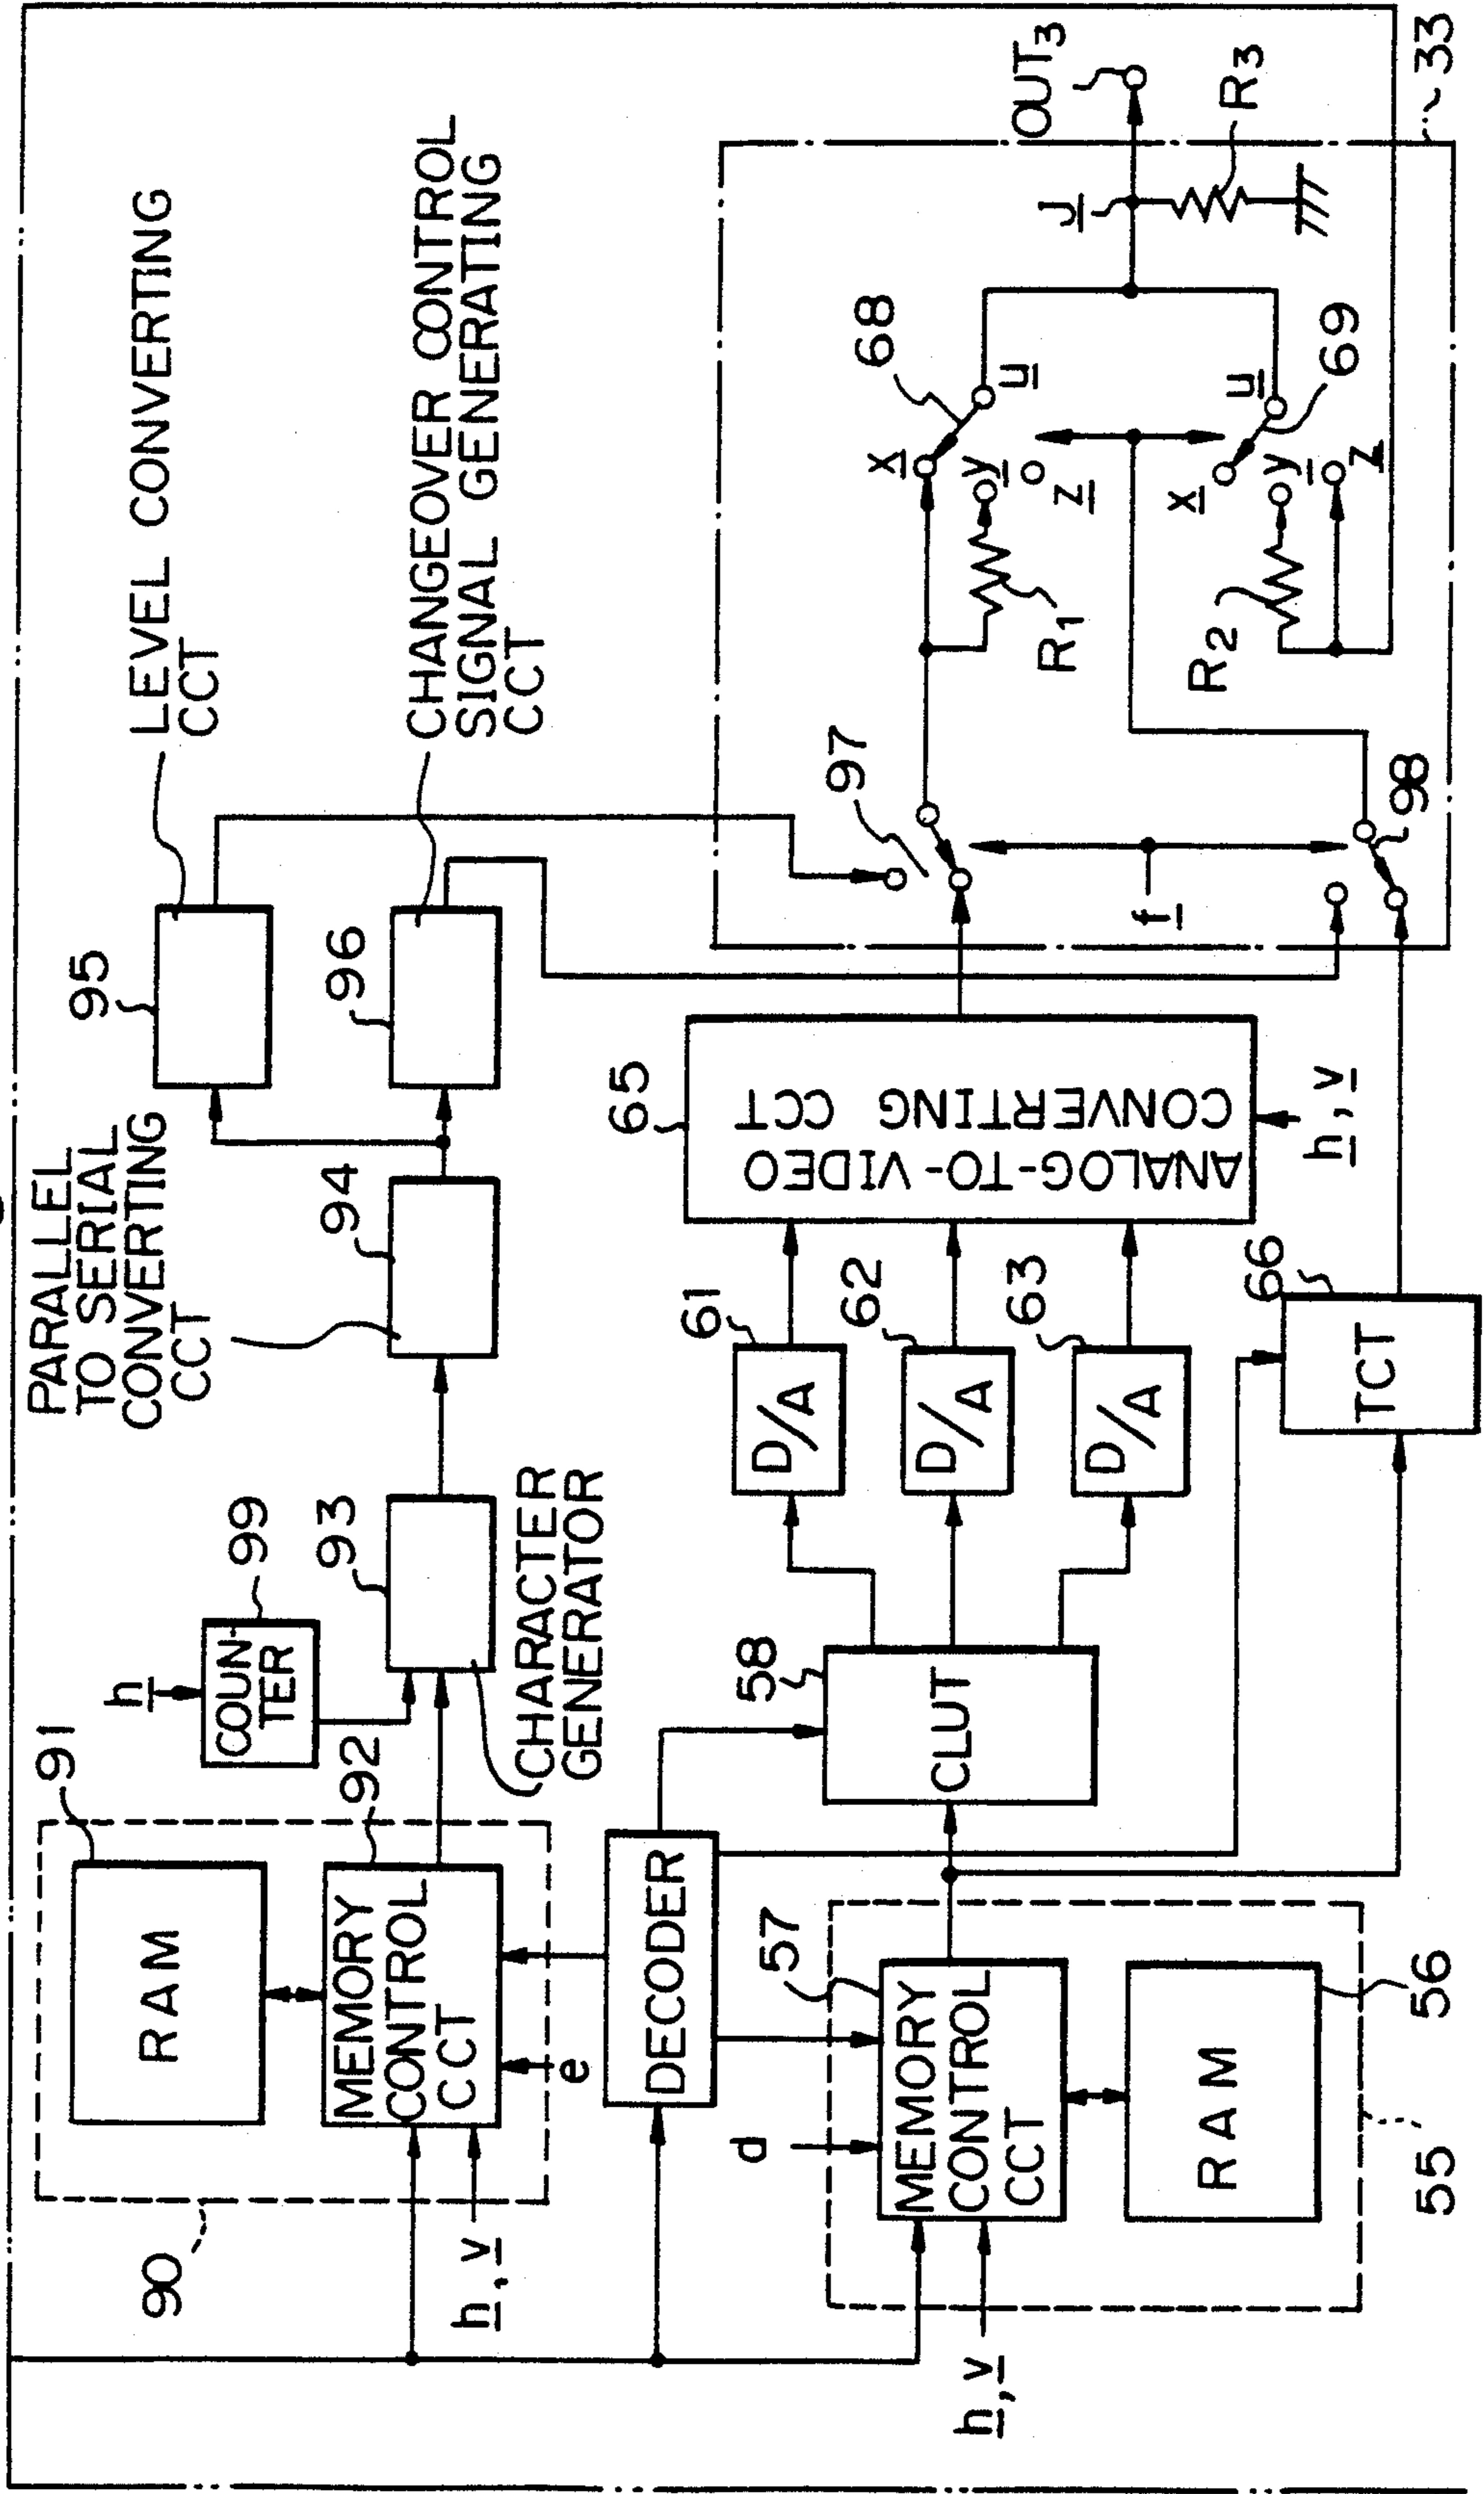 LEVEL CONVERTING
CCT
CHANGEOVER CONTROL
SIGNAL GENERATING
CCT
PARALLEL
TO SERIAL
CONVERTING
CCT
95
96
94
99
93
COUN-
TER
h
CHARACTER
GENERATOR
91
92
RAM
MEMORY
CONTROL
CCT
90
h, v
e
DECODER
58
CLUT
61
D/A
62
D/A
63
D/A
65
ANALOG-TO-VIDEO
CONVERTING CCT
h, v
66
TCT
57
d
MEMORY
CONTROL
CCT
h, v
RAM
56
55
97
f
98
68
x
y
z
u
R1
69
x
y
z
u
R2
J
R3
OUT3
33